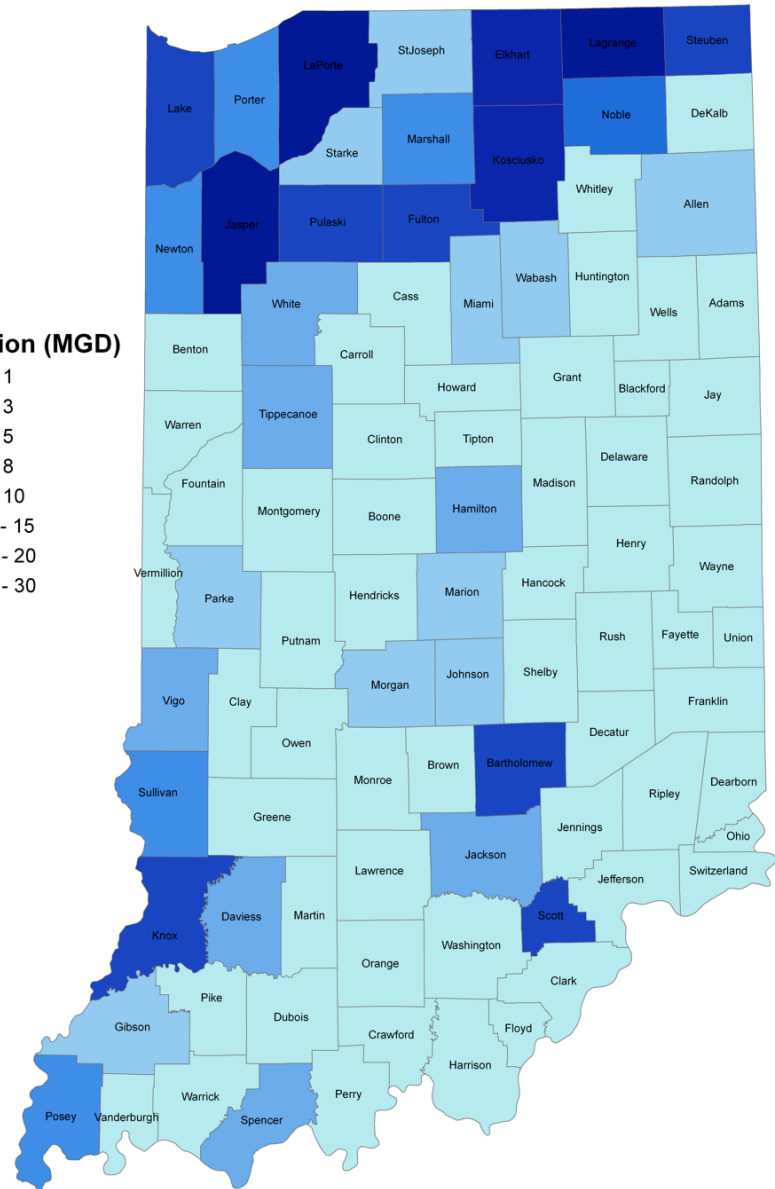 StJoseph
Elkhart
Lagrange
Steuben
LaPorte
Lake
Porter
Noble
DeKalb
Starke
Marshall
Kosciusko
Whitley
Allen
Jasper
Pulaski
Fulton
Newton
Wabash
Huntington
White
Cass
Miami
Wells
Adams
ion (MGD)
Benton
Carroll
1
Howard
Grant
Blackford
Jay
3
Tippecanoe
Warren
5
Clinton
Tipton
Delaware
8
Fountain
Madison
Randolph
10
Montgomery
Boone
Hamilton
- 15
Henry
- 20
Vermillion
Hancock
Wayne
- 30
Parke
Hendricks
Marion
Putnam
Rush
Fayette
Union
Vigo
Clay
Morgan
Johnson
Shelby
Franklin
Owen
Decatur
Monroe
Brown
Bartholomew
Sullivan
Ripley
Dearborn
Greene
Jennings
Ohio
Lawrence
Jackson
Jefferson
Switzerland
Knox
Daviess
Martin
Scott
Washington
Orange
Clark
Pike
Dubois
Gibson
Crawford
Floyd
Harrison
Posey
Vanderburgh
Warrick
Spencer
Perry